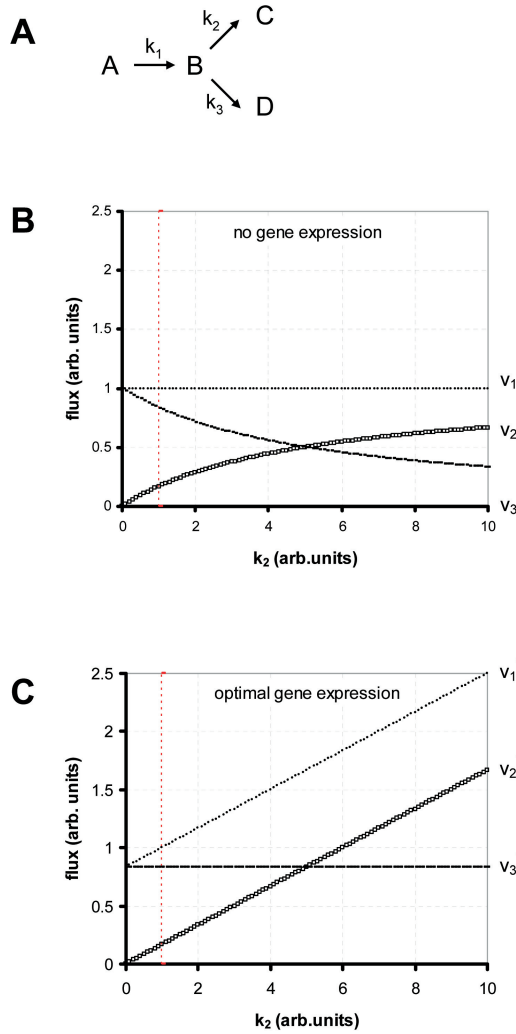 A
A k₁ B k₂ C
k₃ D
B
no gene expression
flux (arb. units)
2.5
2
1.5
1
0.5
0
0 2 4 6 8 10
k₂ (arb.units)
v₁
v₂
v₃
C
optimal gene expression
flux (arb. units)
2.5
2
1.5
1
0.5
0
0 2 4 6 8 10
k₂ (arb.units)
v₁
v₂
v₃